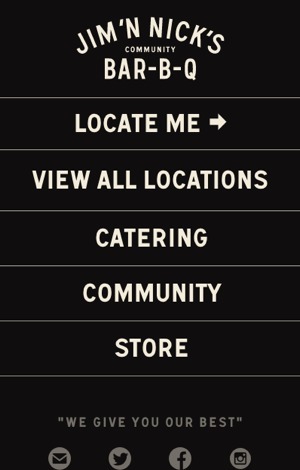 JIM'N NICK'S
COMMUNITY
BAR-B-Q
LOCATE ME
VIEW ALL LOCATIONS
CATERING
COMMUNITY
STORE
"WE GIVE YOU OUR BEST"